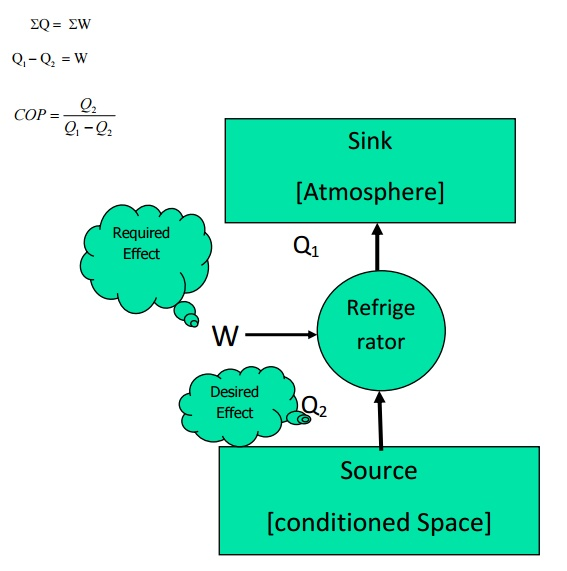 ΣQ = ΣW
Q₁ – Q₂ = W
COP = Q₂ / (Q₁ – Q₂)
Sink
[Atmosphere]
Required
Effect
Q₁
Refrige
rator
W
Desired
Effect
Q₂
Source
[conditioned Space]